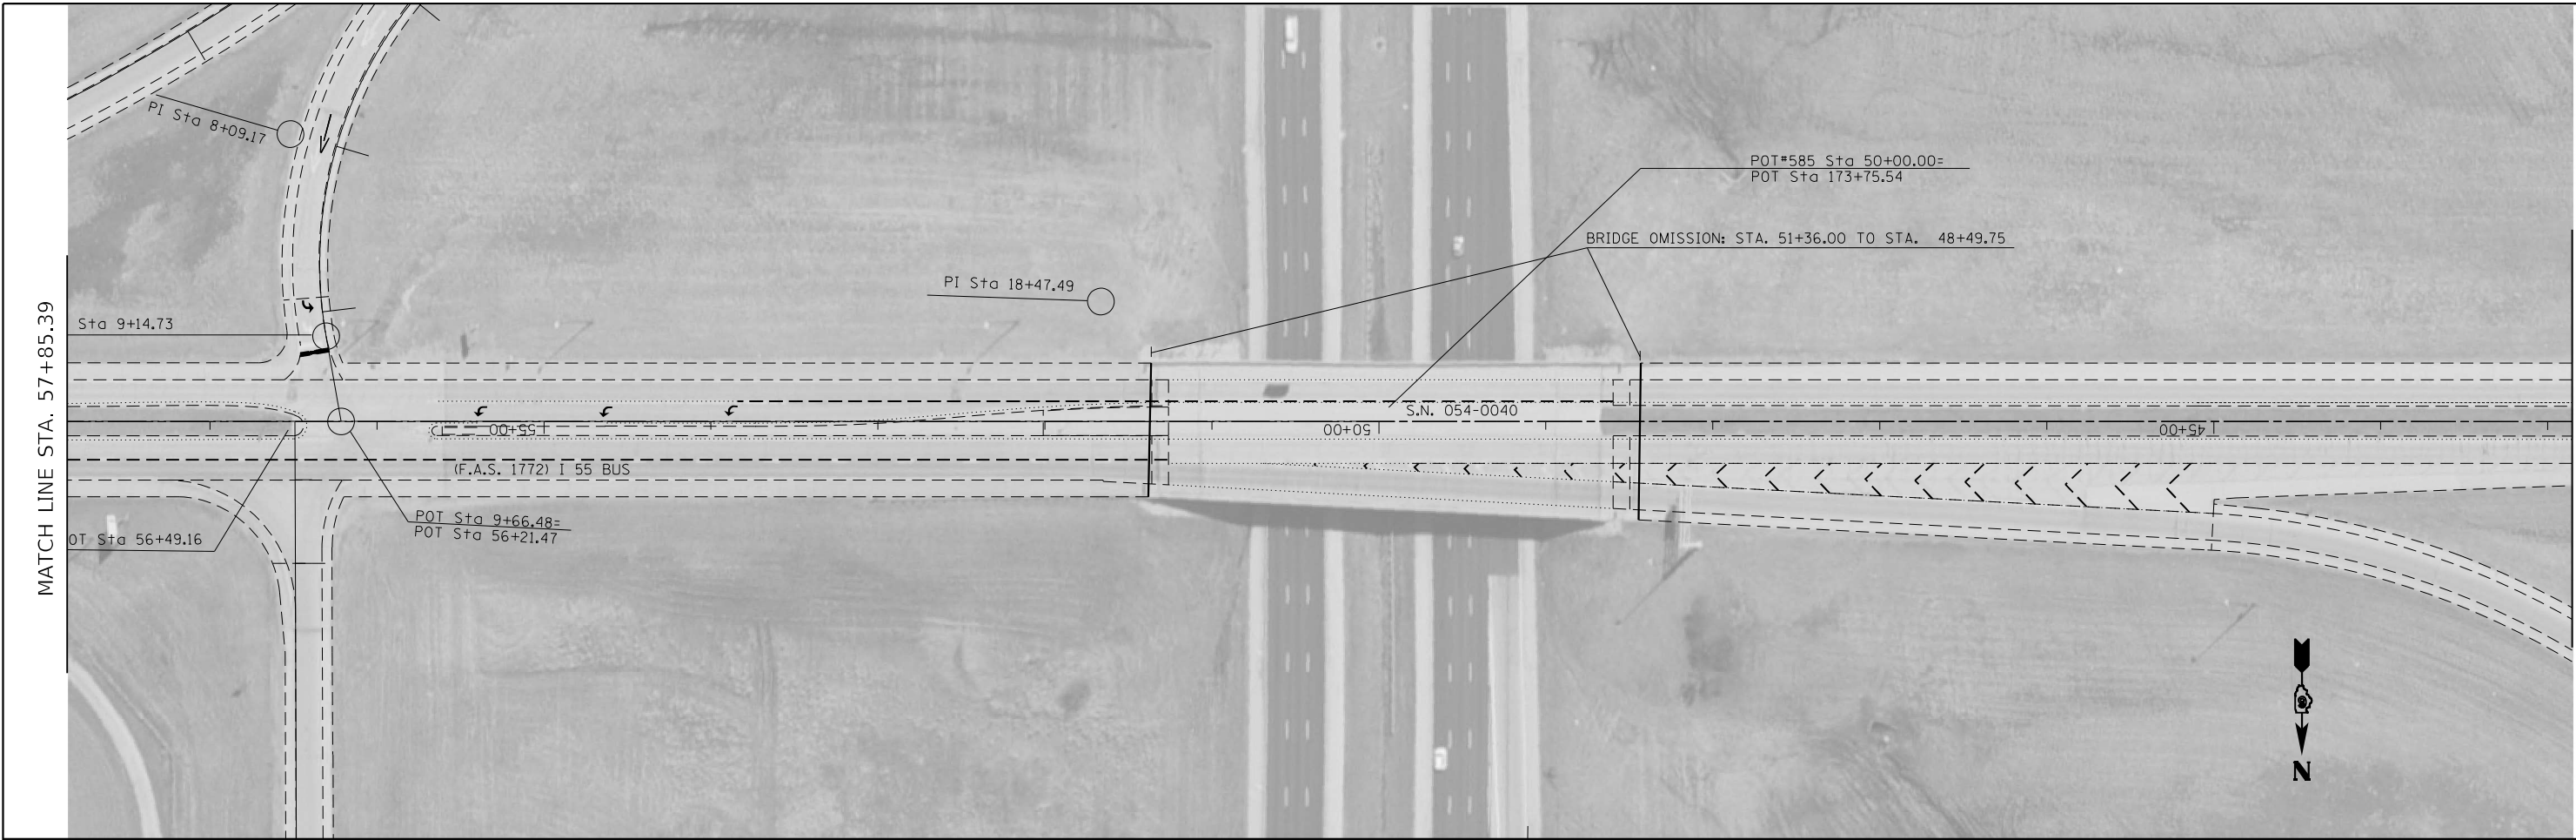 MATCH LINE STA. 57+85.39
PI Sta 8+09.17
Sta 9+14.73
OT Sta 56+49.16
POT Sta 9+66.48=
POT Sta 56+21.47
(F.A.S. 1772) I 55 BUS
55+00
PI Sta 18+47.49
POT#585 Sta 50+00.00=
POT Sta 173+75.54
BRIDGE OMISSION: STA. 51+36.00 TO STA. 48+49.75
S.N. 054-0040
50+00
45+00
N